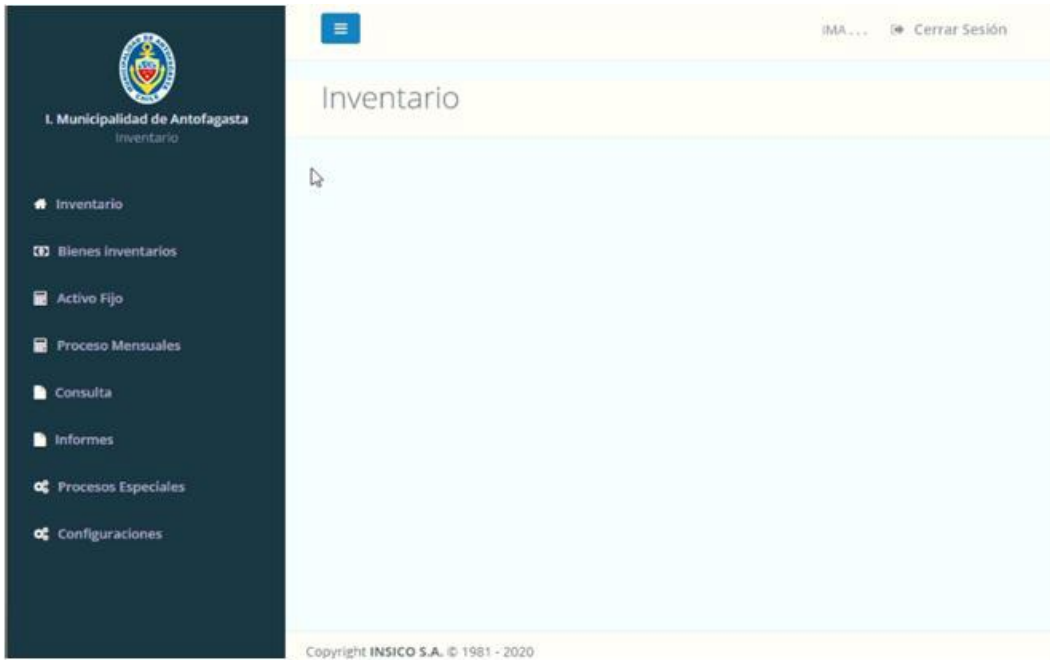 I. Municipalidad de Antofagasta
Inventario
Inventario
Bienes inventarios
Activo Fijo
Proceso Mensuales
Consulta
Informes
Procesos Especiales
Configuraciones
IMA... Cerrar Sesión
Inventario
Copyright INSICO S.A. © 1981 - 2020